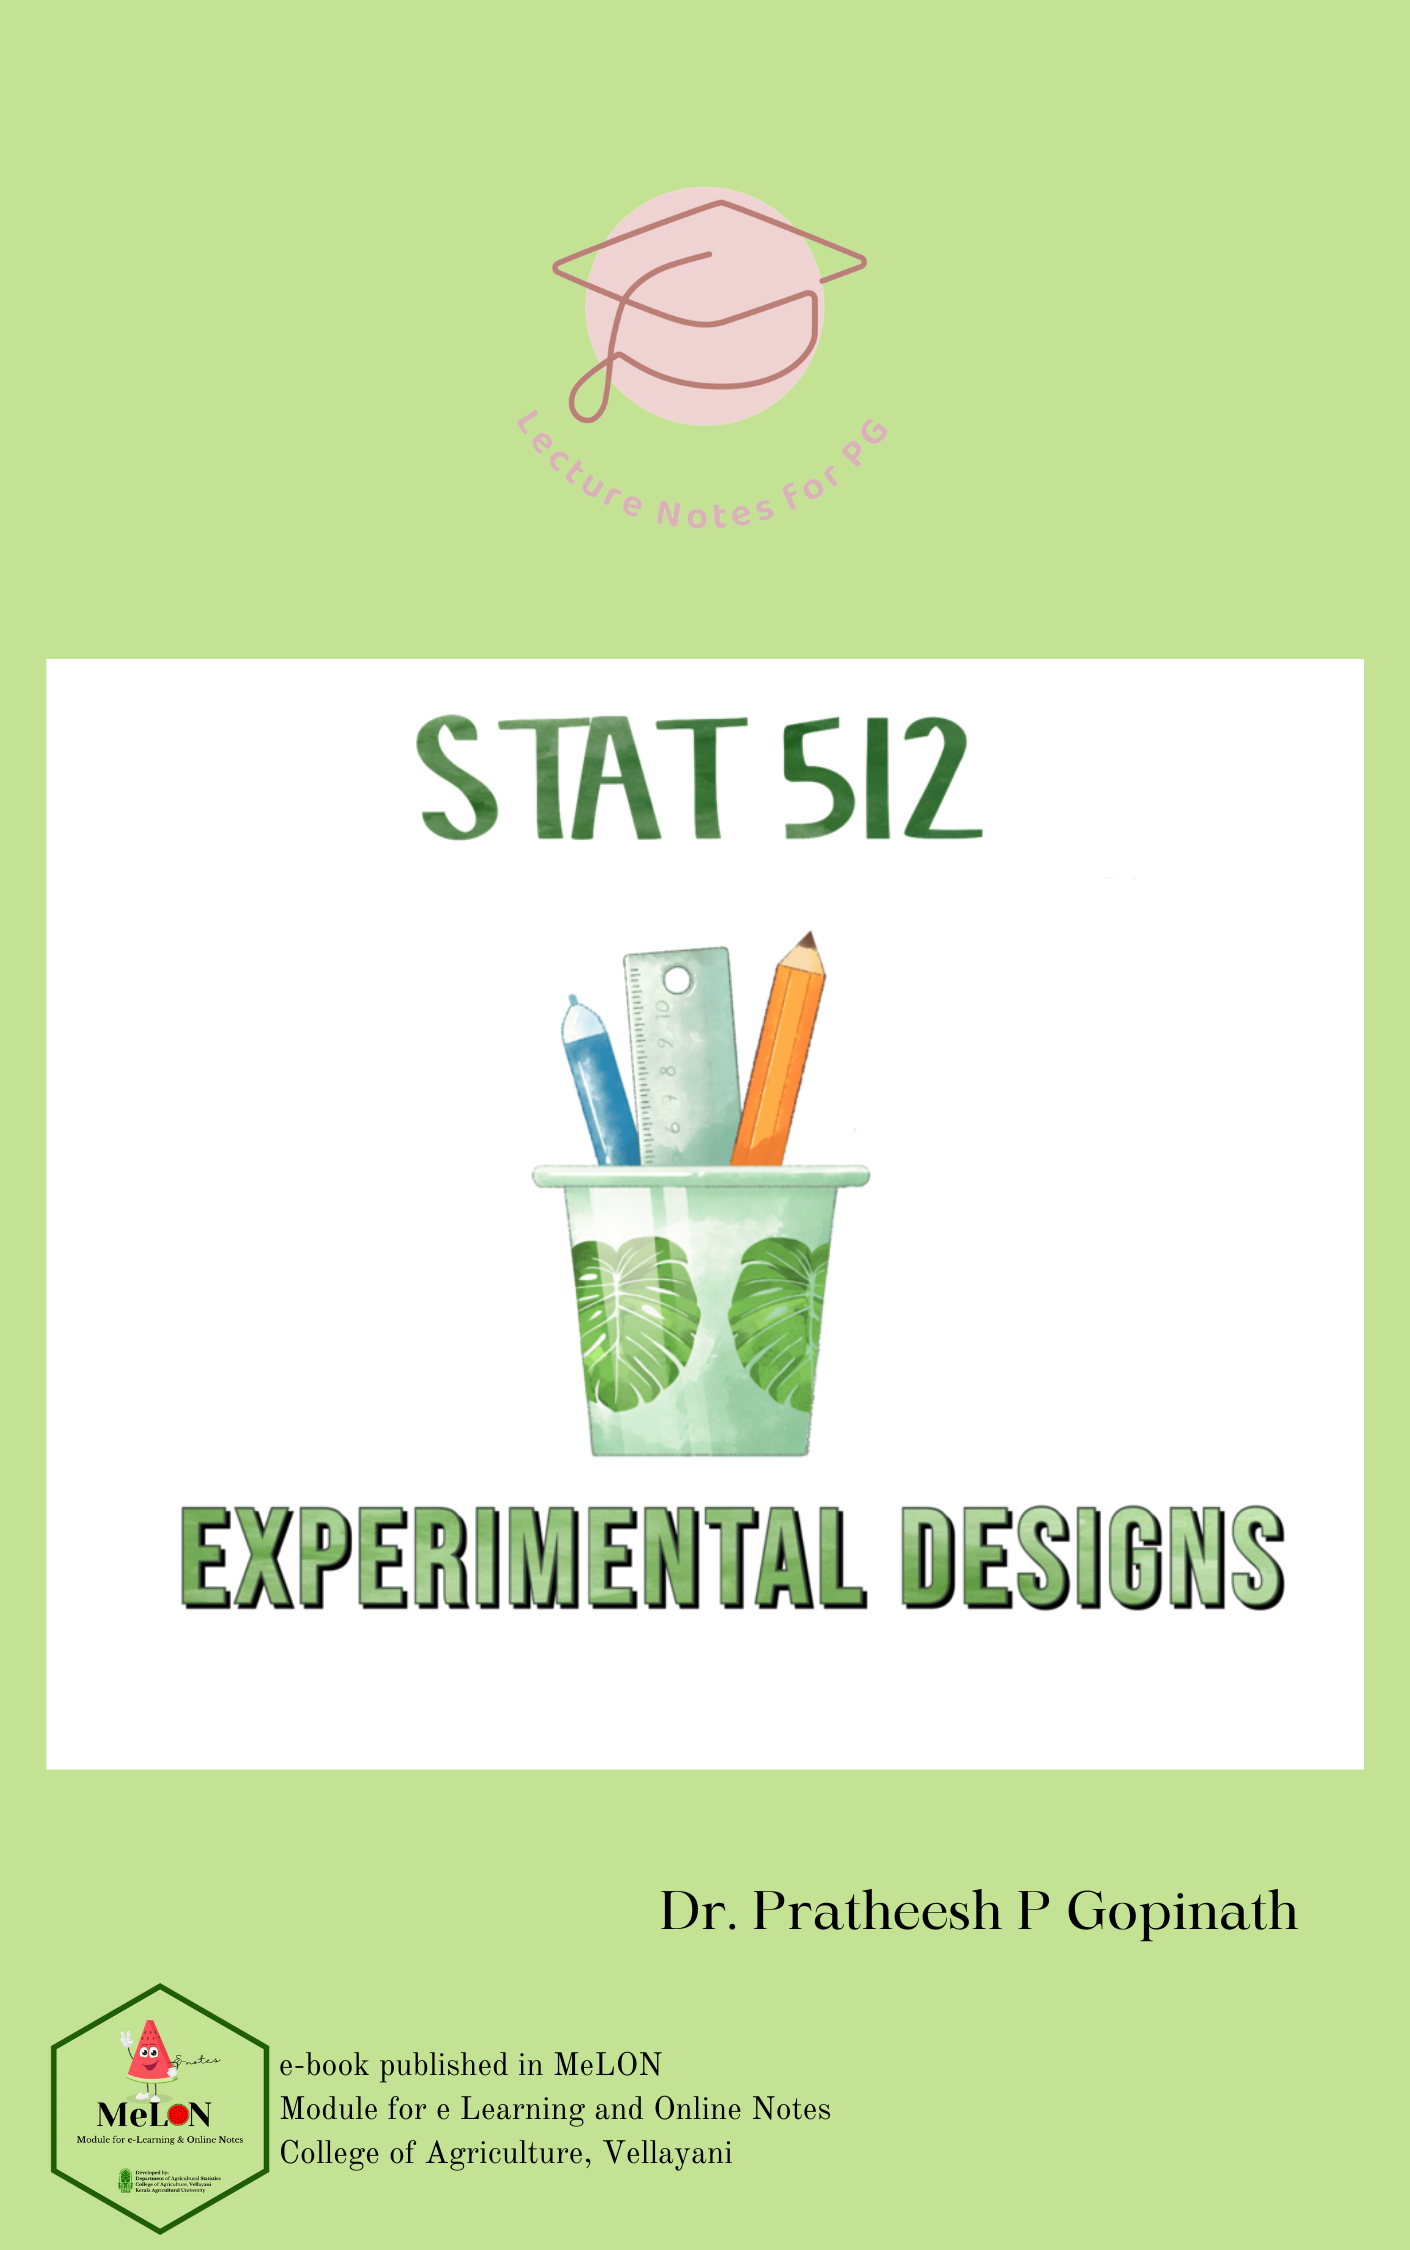 Lecture Notes for PG
STAT 512
10
9
8
7
6
EXPERIMENTAL DESIGNS
Dr. Pratheesh P Gopinath
e-notes
MeLON
Module for e-Learning & Online Notes
Developed by:
Department of Agricultural Statistics
College of Agriculture, Vellayani
Kerala Agricultural University
e-book published in MeLON
Module for e Learning and Online Notes
College of Agriculture, Vellayani